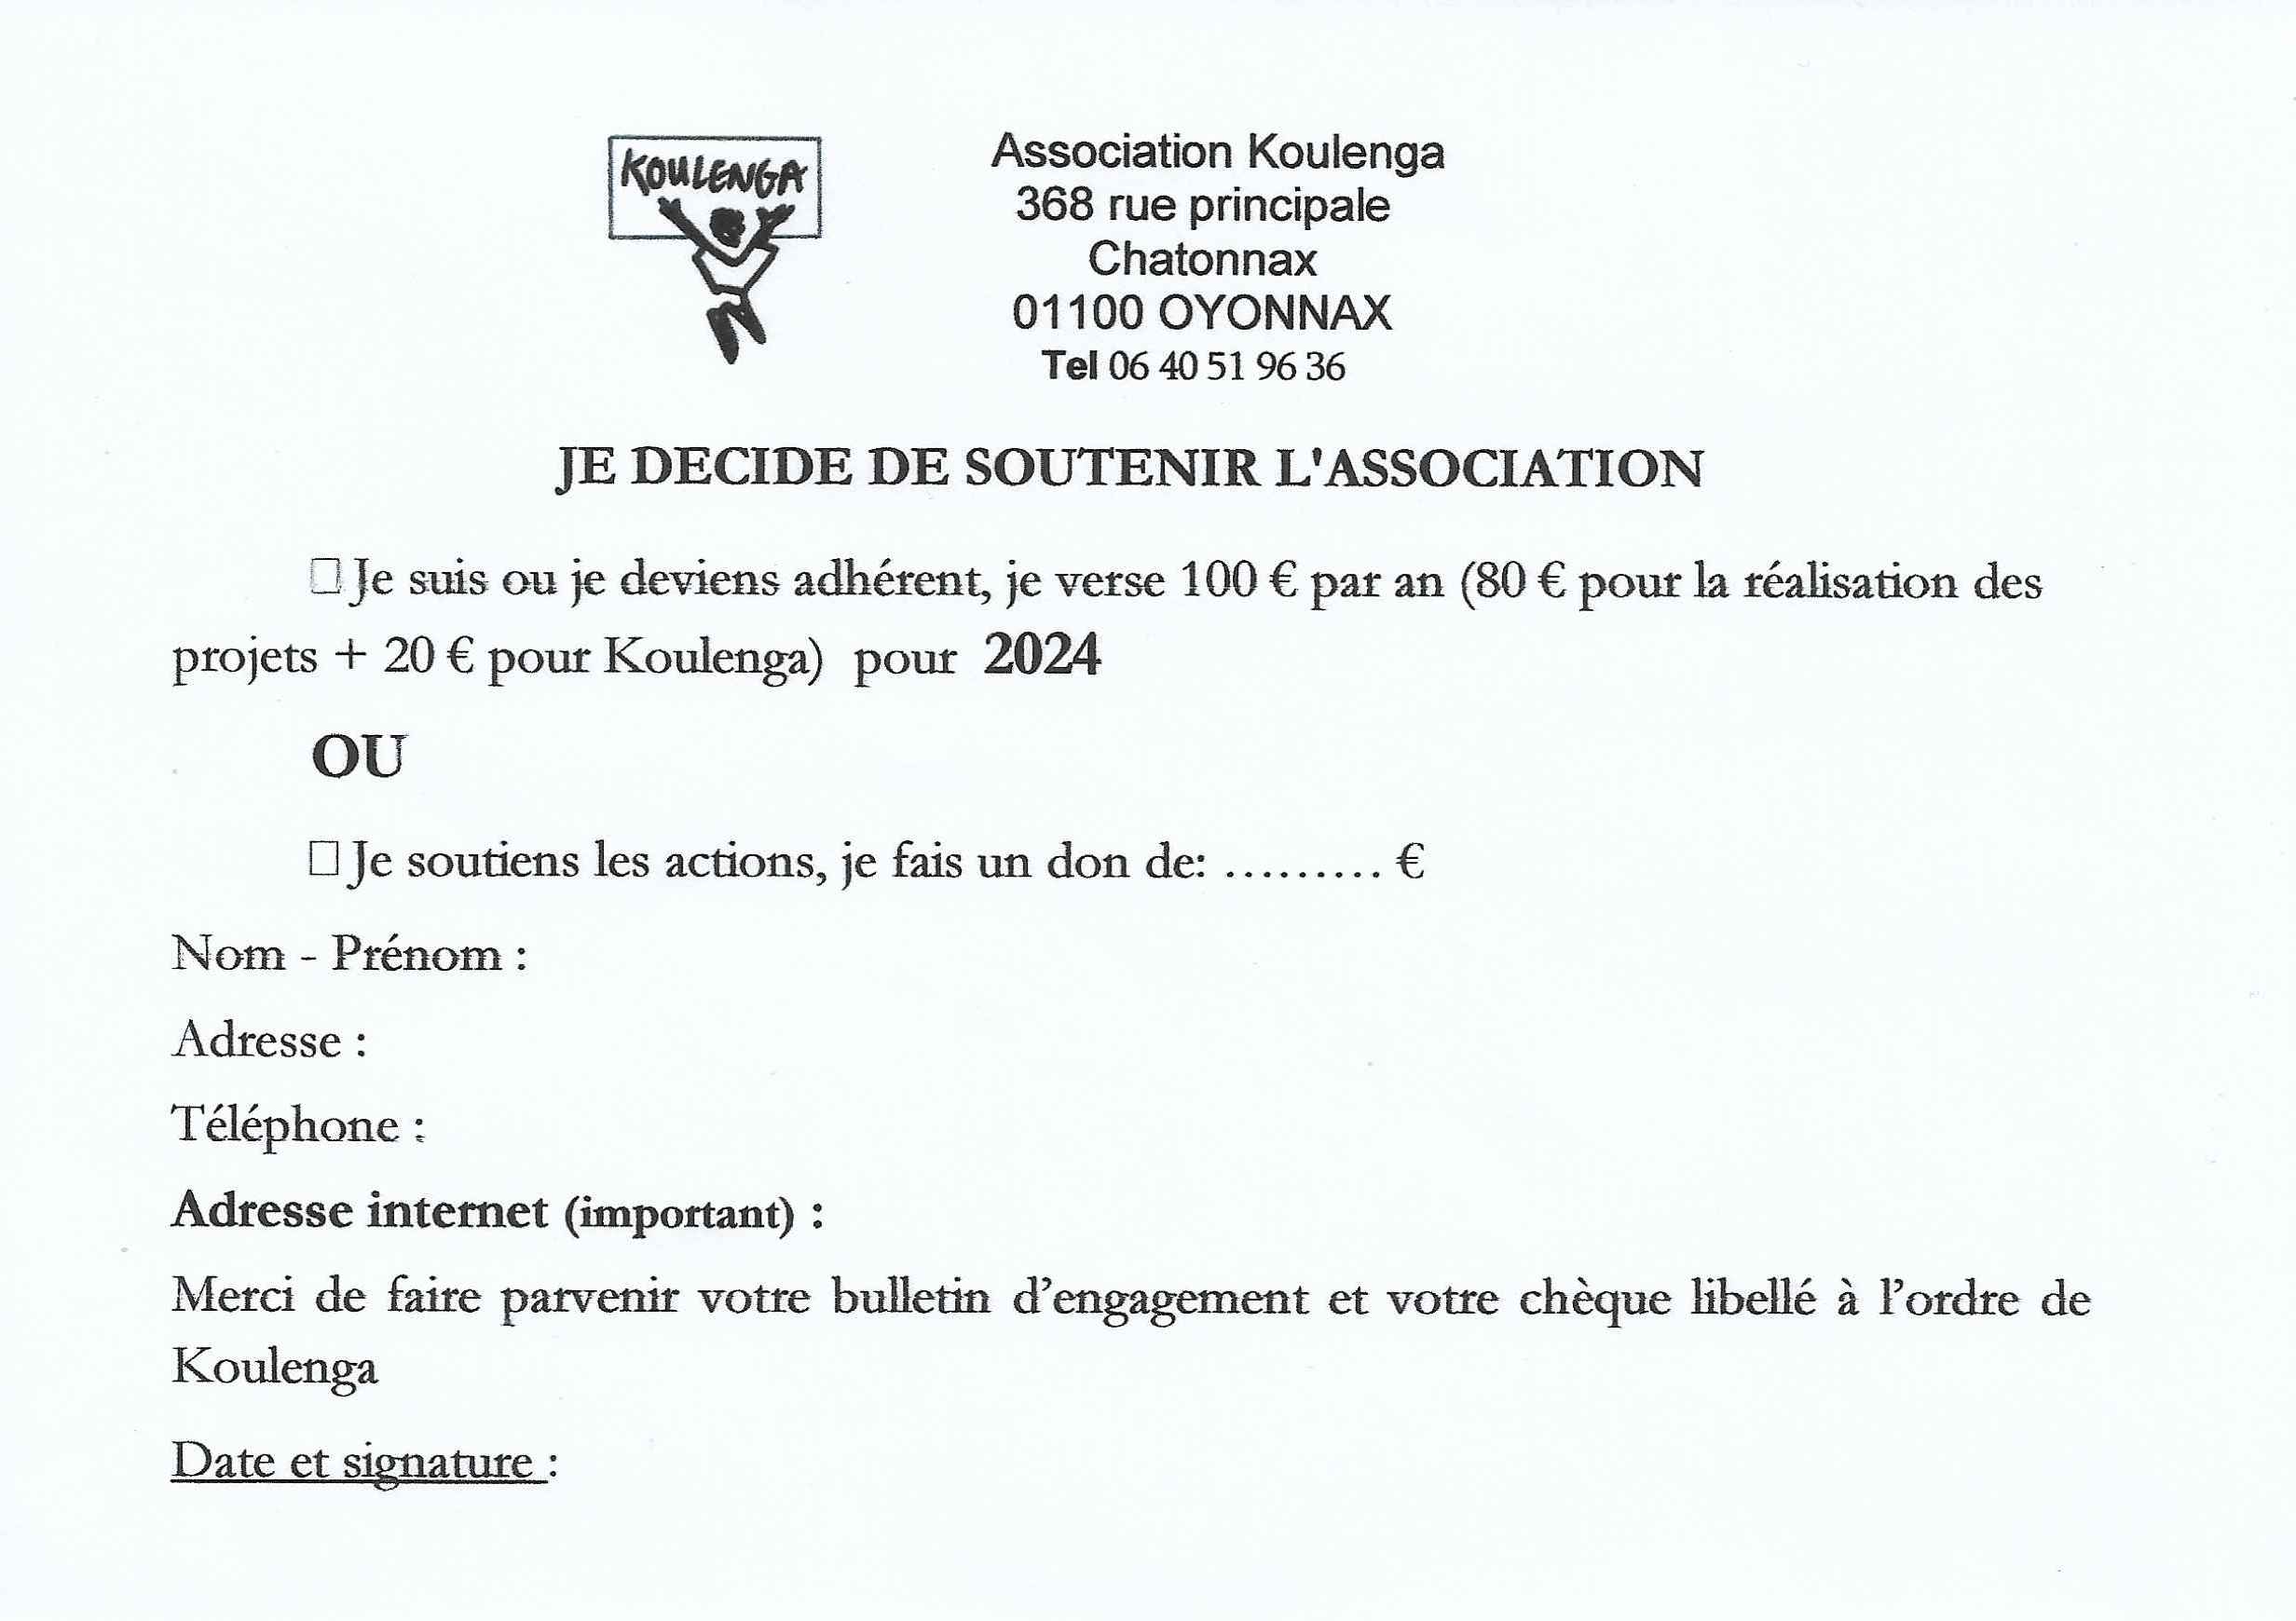 KOULENGA
Association Koulenga
368 rue principale
Chatonnax
01100 OYONNAX
Tel 06 40 51 96 36
JE DECIDE DE SOUTENIR L'ASSOCIATION
□ Je suis ou je deviens adhérent, je verse 100 € par an (80 € pour la réalisation des
projets + 20 € pour Koulenga) pour 2024
OU
□ Je soutiens les actions, je fais un don de: ......... €
Nom - Prénom :
Adresse :
Téléphone :
Adresse internet (important) :
Merci de faire parvenir votre bulletin d’engagement et votre chèque libellé à l’ordre de
Koulenga
Date et signature :